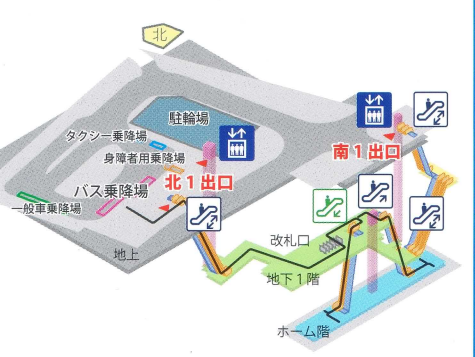 北
駐輪場
タクシー乗降場
身障者用乗降場
南1出口
北1出口
バス乗降場
一般車乗降場
改札口
地上
地下1階
ホーム階